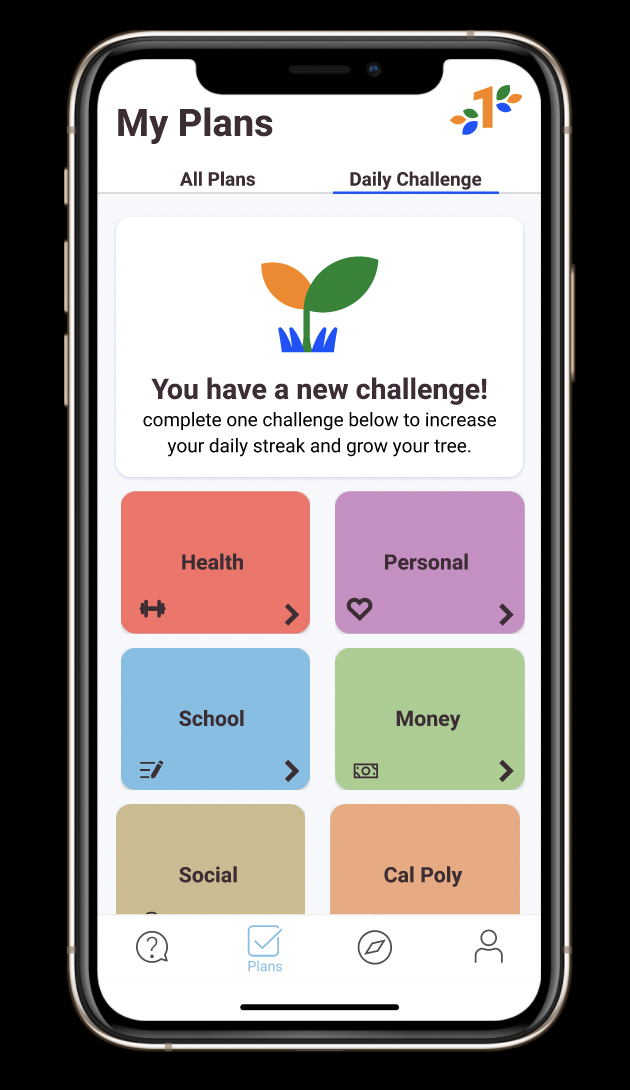 My Plans
1
All Plans
Daily Challenge
You have a new challenge!
complete one challenge below to increase
your daily streak and grow your tree.
Health
Personal
School
Money
Social
Cal Poly
?
Plans